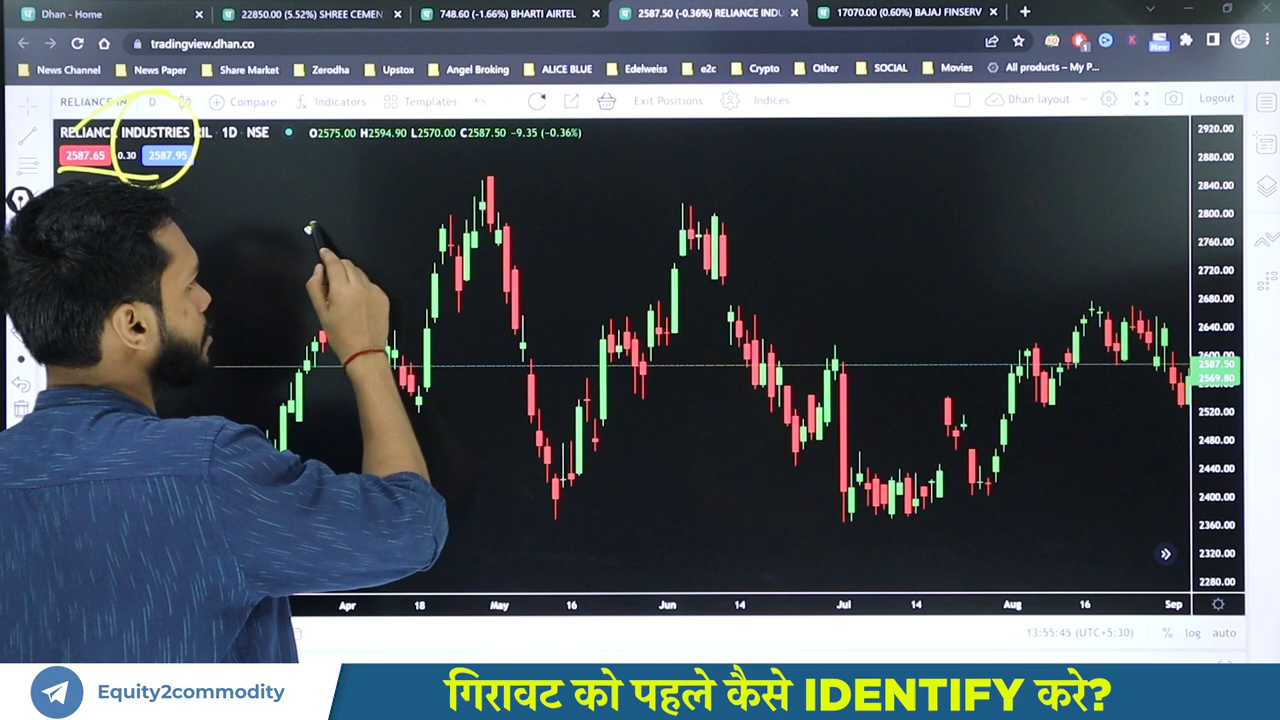 Dhan - Home
22850.00 (5.52%) SHREE CEMEN
748.60 (-1.66%) BHARTI AIRTEL
2587.50 (-0.36%) RELIANCE INDU
17070.00 (0.60%) BAJAJ FINSERV
tradingview.dhan.co
New
1
News Channel
News Paper
Share Market
Zerodha
Upstox
Angel Broking
ALICE BLUE
Edelweiss
e2c
Crypto
Other
SOCIAL
Movies
All products – My P...
RELIANCE IN
D
Compare
Indicators
Templates
Exit Positions
Indices
Dhan layout
Logout
RELIANCE INDUSTRIES RIL · 1D · NSE
O2575.00 H2594.90 L2570.00 C2587.50 −9.35 (−0.36%)
2587.65
0.30
2587.95
2920.00
2880.00
2840.00
2800.00
2760.00
2720.00
2680.00
2640.00
2600.00
2587.50
2569.80
2520.00
2480.00
2440.00
2400.00
2360.00
2320.00
2280.00
Apr
18
May
16
Jun
14
Jul
14
Aug
16
Sep
13:55:45 (UTC+5:30)
%
log
auto
Equity2commodity
गिरावट को पहले कैसे IDENTIFY करे?